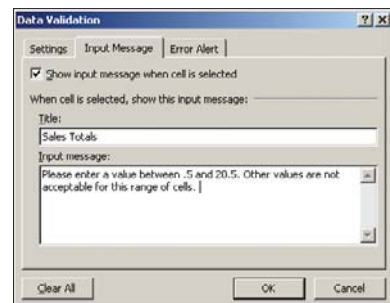 Data Validation
Settings Input Message Error Alert
Show input message when cell is selected
When cell is selected, show this input message:
Title:
Sales Totals
Input message:
Please enter a value between .5 and 20.5. Other values are not
acceptable for this range of cells.
Clear All OK Cancel